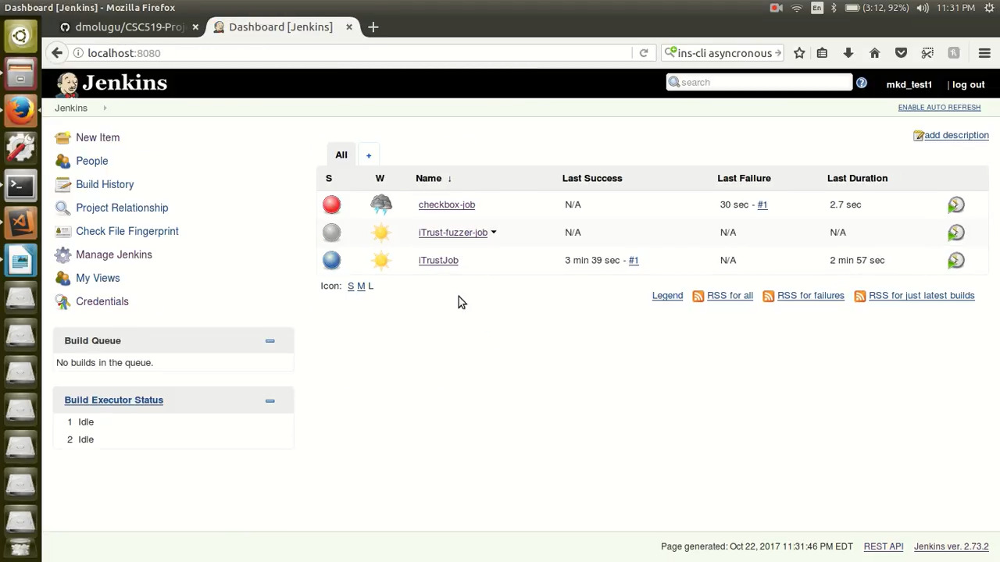 Dashboard [Jenkins] - Mozilla Firefox
En (3:12, 92%) 11:31 PM
dmolugu/CSC519-Proj × Dashboard [Jenkins] × +
localhost:8080 ins-cli asyncronous
Jenkins
search
mkd_test1 | log out
Jenkins
ENABLE AUTO REFRESH
add description
New Item
People
Build History
Project Relationship
Check File Fingerprint
Manage Jenkins
My Views
Credentials
All +
S W Name ↓ Last Success Last Failure Last Duration
checkbox-job N/A 30 sec - #1 2.7 sec
iTrust-fuzzer-job N/A N/A N/A
iTrustJob 3 min 39 sec - #1 N/A 2 min 57 sec
Icon: S M L
Legend RSS for all RSS for failures RSS for just latest builds
Build Queue
No builds in the queue.
Build Executor Status
1 Idle
2 Idle
Page generated: Oct 22, 2017 11:31:46 PM EDT REST API Jenkins ver. 2.73.2